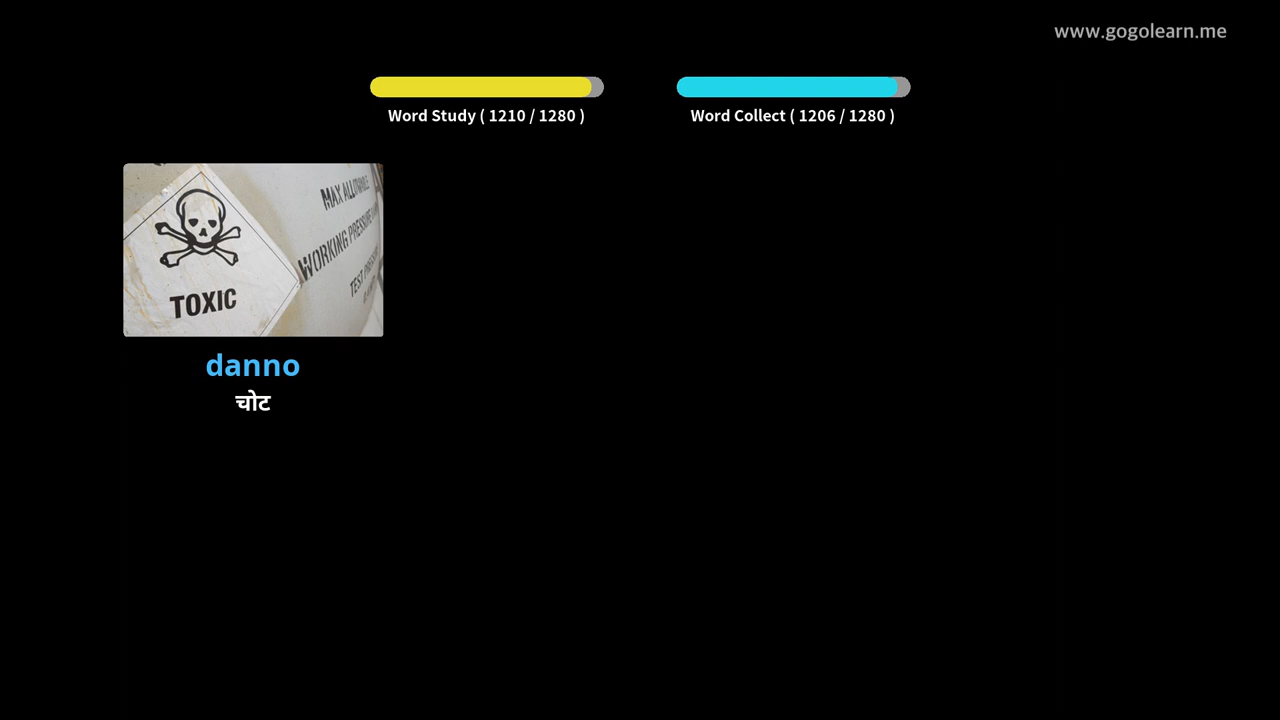 www.gogolearn.me
Word Study ( 1210 / 1280 )
Word Collect ( 1206 / 1280 )
MAX ALLOWABLE
WORKING PRESSURE
TEST
TOXIC
danno
चोट